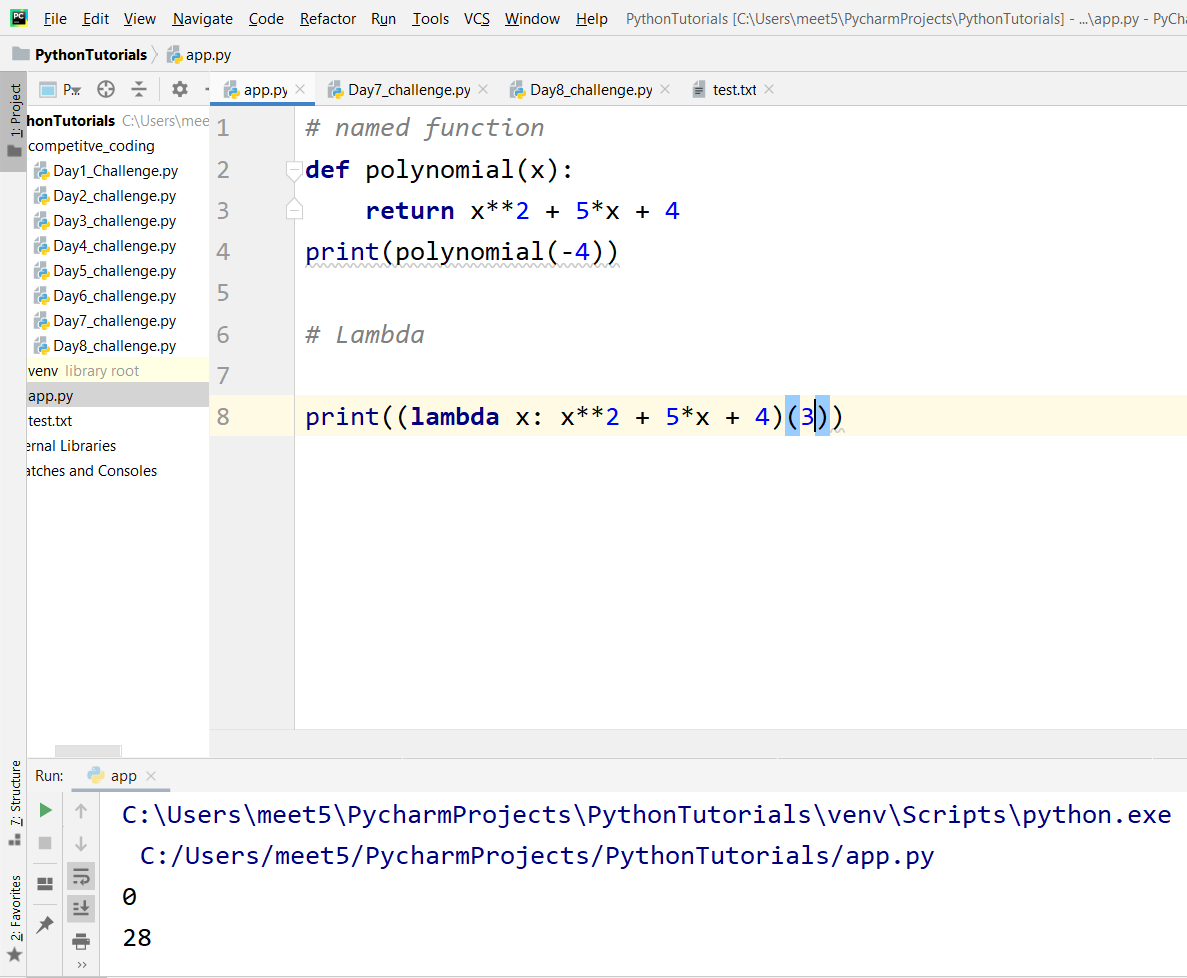 File Edit View Navigate Code Refactor Run Tools VCS Window Help PythonTutorials [C:\Users\meet5\PycharmProjects\PythonTutorials] - ...\app.py - PyCha
PythonTutorials app.py
1: Project
P...
app.py Day7_challenge.py Day8_challenge.py test.txt
honTutorials C:\Users\mee
competitve_coding
Day1_Challenge.py
Day2_challenge.py
Day3_challenge.py
Day4_challenge.py
Day5_challenge.py
Day6_challenge.py
Day7_challenge.py
Day8_challenge.py
venv library root
app.py
test.txt
ernal Libraries
atches and Consoles
1 # named function
2 def polynomial(x):
3 return x**2 + 5*x + 4
4 print(polynomial(-4))
5
6 # Lambda
7
8 print((lambda x: x**2 + 5*x + 4)(3))
7: Structure
2: Favorites
Run: app
C:\Users\meet5\PycharmProjects\PythonTutorials\venv\Scripts\python.exe
C:/Users/meet5/PycharmProjects/PythonTutorials/app.py
0
28